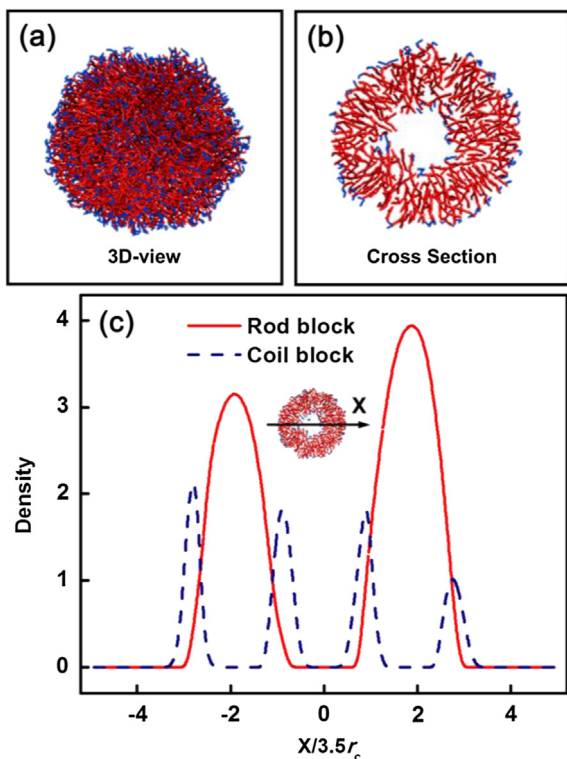 (a)
3D-view
(b)
Cross Section
(c)
Rod block
Coil block
X
Density
4
3
2
1
0
-4 -2 0 2 4
X/3.5r_c